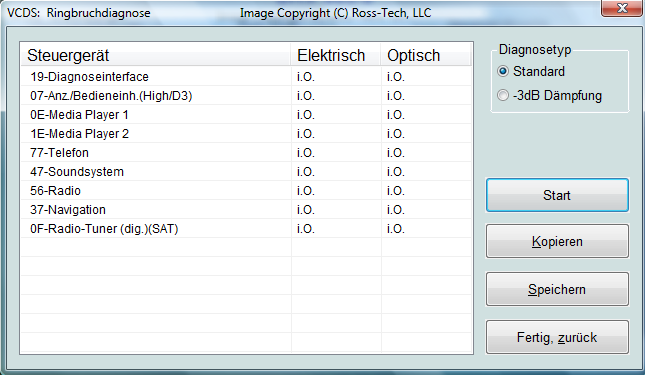 VCDS: Ringbruchdiagnose Image Copyright (C) Ross-Tech, LLC
Steuergerät Elektrisch Optisch
19-Diagnoseinterface i.O. i.O.
07-Anz./Bedieneinh.(High/D3) i.O. i.O.
0E-Media Player 1 i.O. i.O.
1E-Media Player 2 i.O. i.O.
77-Telefon i.O. i.O.
47-Soundsystem i.O. i.O.
56-Radio i.O. i.O.
37-Navigation i.O. i.O.
0F-Radio-Tuner (dig.)(SAT) i.O. i.O.
Diagnosetyp
Standard
-3dB Dämpfung
Start
Kopieren
Speichern
Fertig, zurück